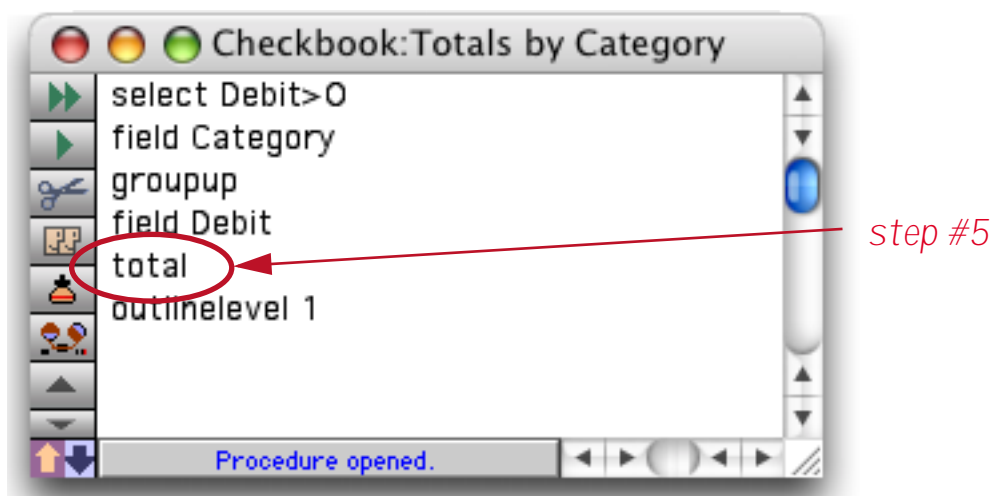 Checkbook:Totals by Category
select Debit>0
field Category
groupup
field Debit
total
step #5
outlinelevel 1
Procedure opened.